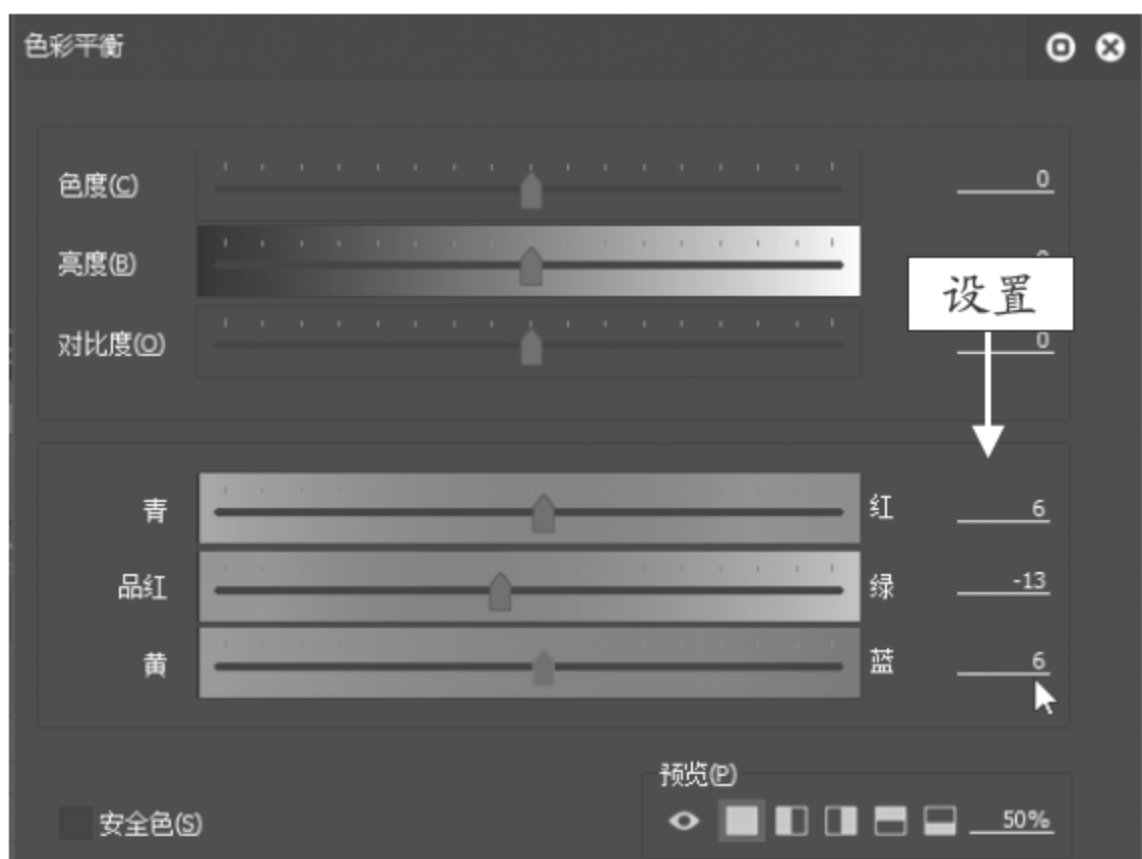 色彩平衡
色度(C) 0
亮度(B)
设置
对比度(O) 0
青 红 6
品红 绿 -13
黄 蓝 6
预览(P)
安全色(S) 50%